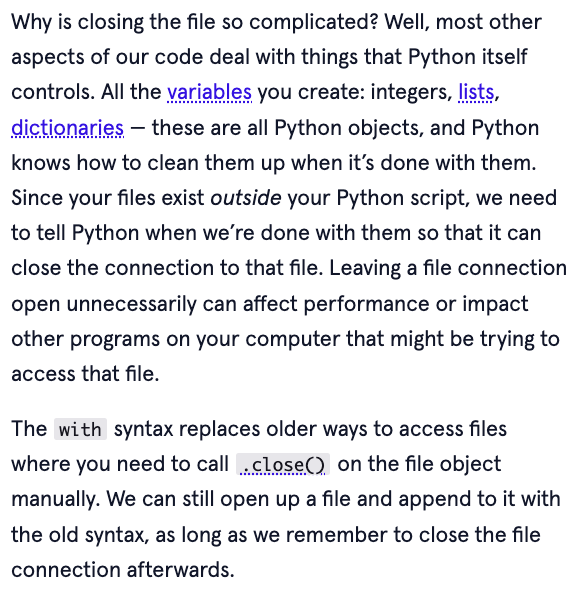 Why is closing the file so complicated? Well, most other
aspects of our code deal with things that Python itself
controls. All the variables you create: integers, lists,
dictionaries — these are all Python objects, and Python
knows how to clean them up when it’s done with them.
Since your files exist outside your Python script, we need
to tell Python when we’re done with them so that it can
close the connection to that file. Leaving a file connection
open unnecessarily can affect performance or impact
other programs on your computer that might be trying to
access that file.
The with syntax replaces older ways to access files
where you need to call .close() on the file object
manually. We can still open up a file and append to it with
the old syntax, as long as we remember to close the file
connection afterwards.